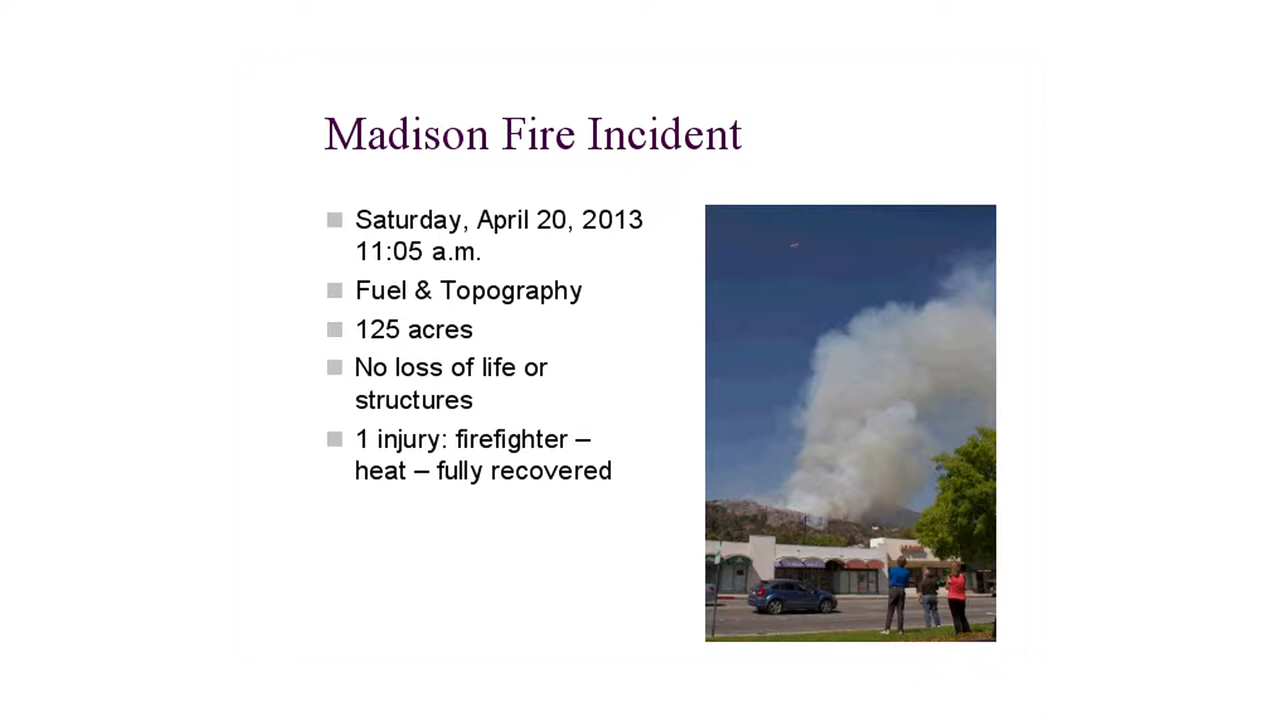 Madison Fire Incident
Saturday, April 20, 2013
11:05 a.m.
Fuel & Topography
125 acres
No loss of life or
structures
1 injury: firefighter –
heat – fully recovered